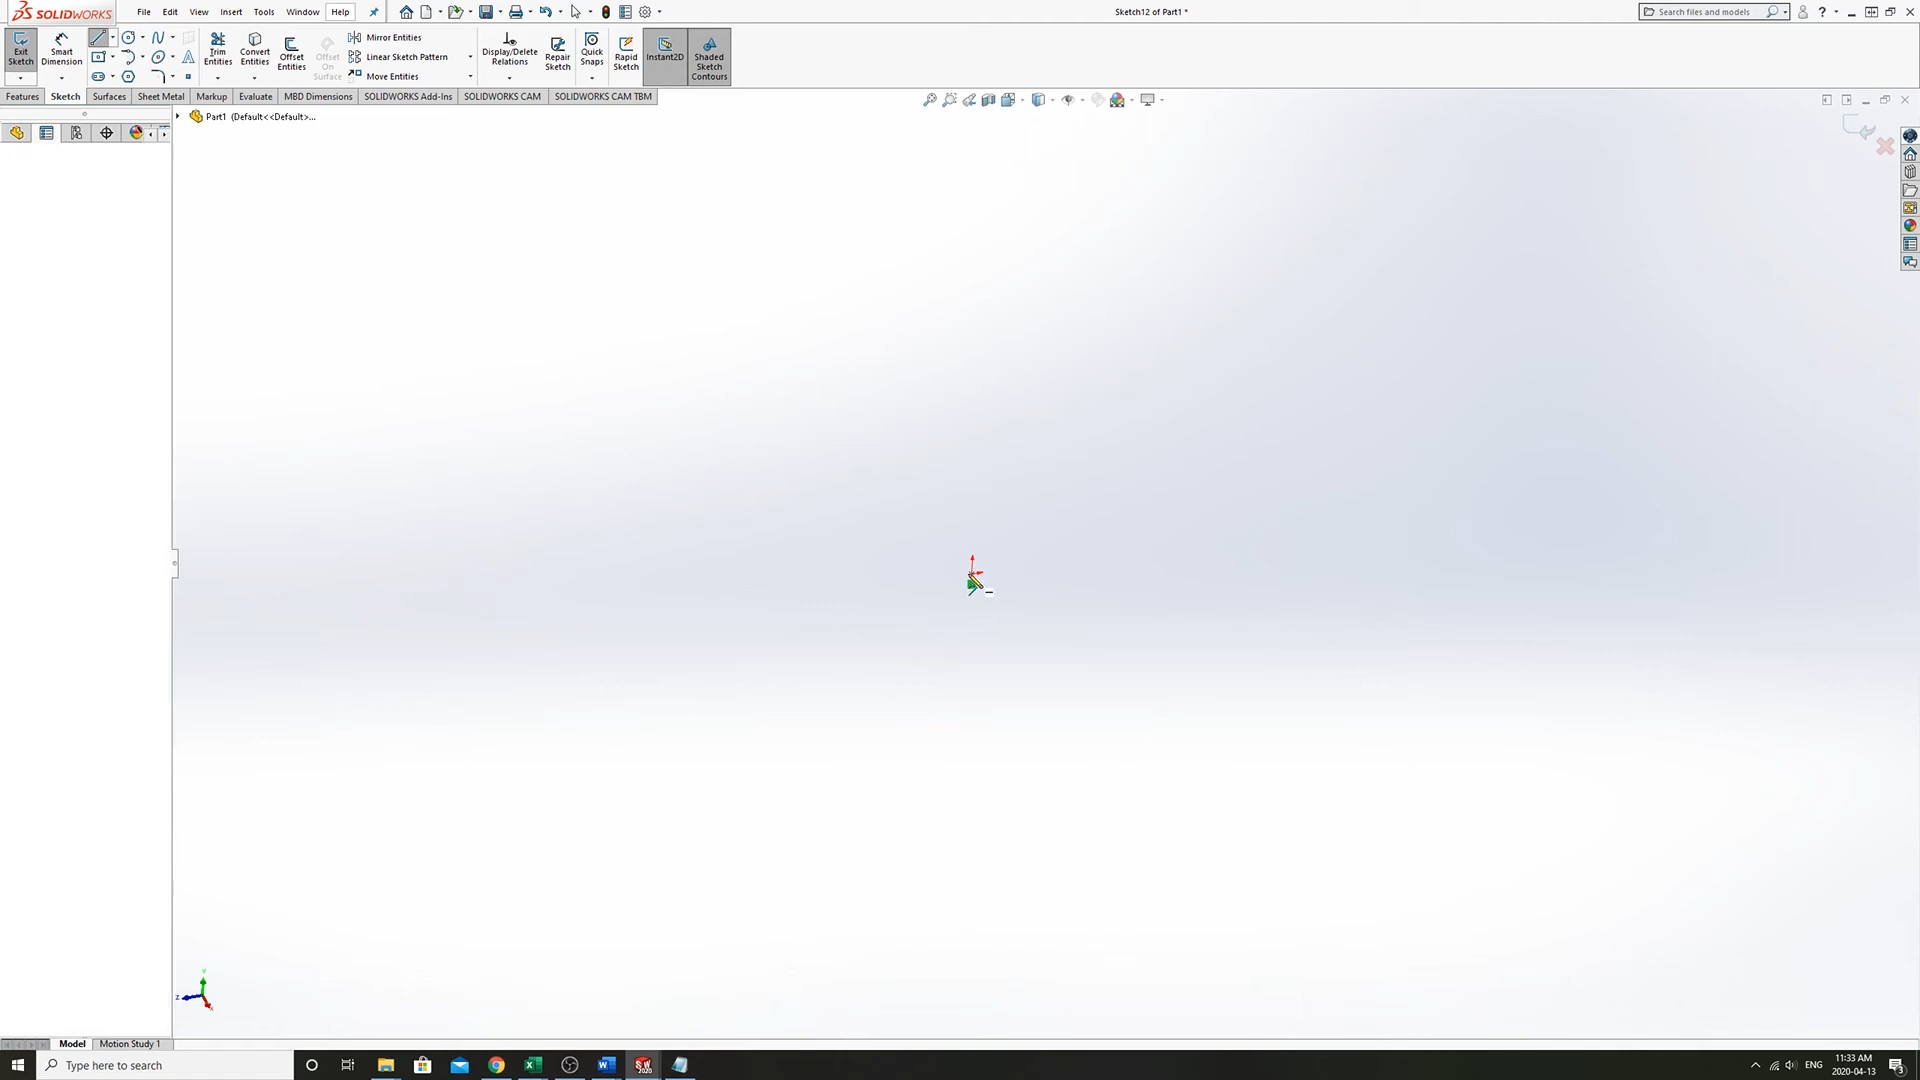 SOLIDWORKS File Edit View Insert Tools Window Help Sketch12 of Part1 * Search files and models
Exit Sketch
Smart Dimension
Trim Entities
Convert Entities
Offset Entities
Offset On Surface
Mirror Entities
Linear Sketch Pattern
Move Entities
Display/Delete Relations
Repair Sketch
Quick Snaps
Rapid Sketch
Instant2D
Shaded Sketch Contours
Features Sketch Surfaces Sheet Metal Markup Evaluate MBD Dimensions SOLIDWORKS Add-Ins SOLIDWORKS CAM SOLIDWORKS CAM TBM
Part1 (Default<<Default>...
Y
Z
X
Model Motion Study 1
Type here to search
ENG
11:33 AM
2020-04-13